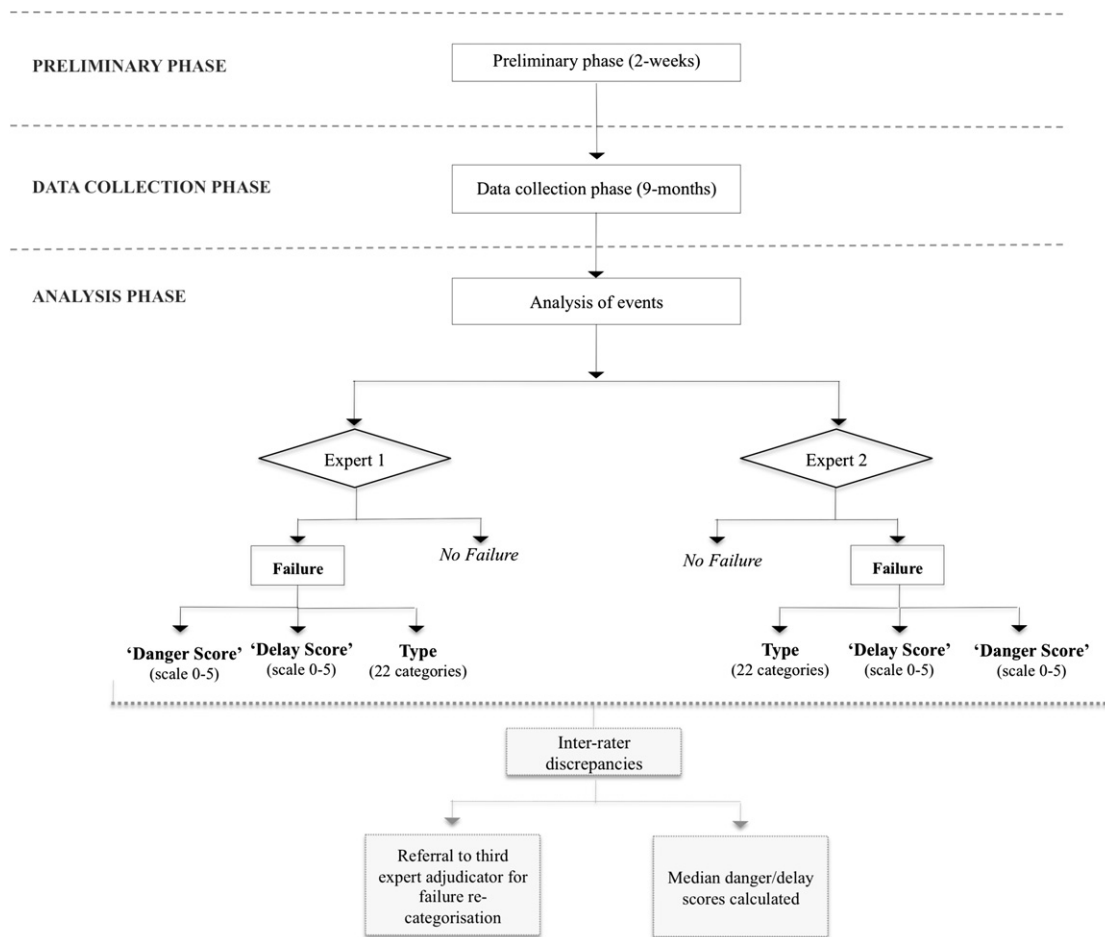 PRELIMINARY PHASE
Preliminary phase (2-weeks)
DATA COLLECTION PHASE
Data collection phase (9-months)
ANALYSIS PHASE
Analysis of events
Expert 1
Expert 2
Failure
No Failure
No Failure
Failure
‘Danger Score’
(scale 0-5)
‘Delay Score’
(scale 0-5)
Type
(22 categories)
Type
(22 categories)
‘Delay Score’
(scale 0-5)
‘Danger Score’
(scale 0-5)
Inter-rater
discrepancies
Referral to third
expert adjudicator for
failure re-
categorisation
Median danger/delay
scores calculated